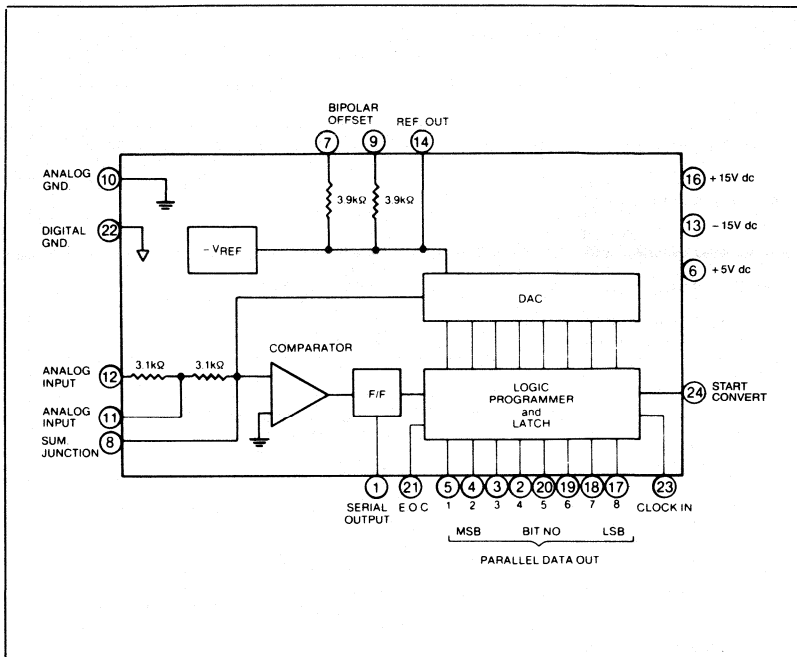 BIPOLAR
OFFSET REF OUT
7 9 14
ANALOG
GND. 10
16 + 15V dc
3.9kΩ 3.9kΩ
DIGITAL
GND. 22
13 - 15V dc
- VREF
6 + 5V dc
DAC
COMPARATOR
ANALOG
INPUT 12 3.1kΩ 3.1kΩ
F/F
LOGIC
PROGRAMMER
and
LATCH
24 START
CONVERT
ANALOG
INPUT 11
SUM.
JUNCTION 8
1 21 5 4 3 2 20 19 18 17 23
SERIAL
OUTPUT
E O C 1 2 3 4 5 6 7 8 CLOCK IN
MSB BIT NO LSB
PARALLEL DATA OUT